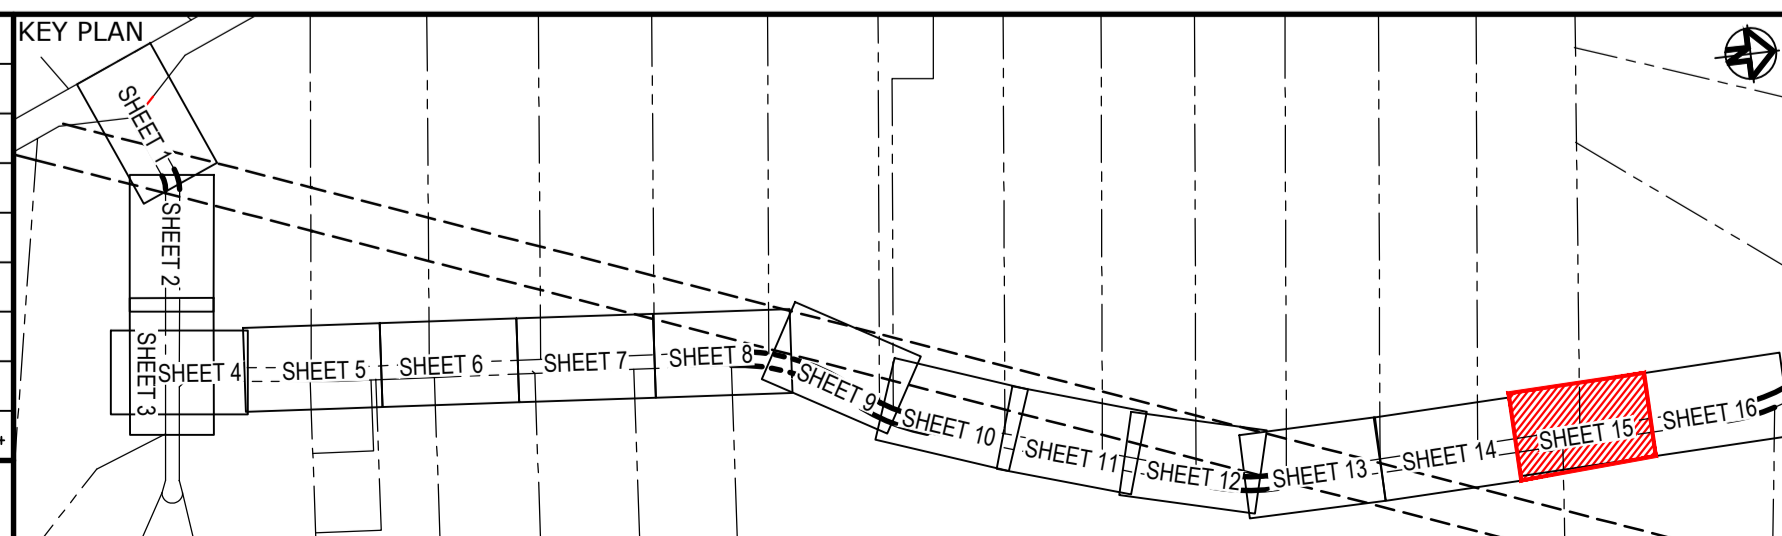 KEY PLAN
N
SHEET 1
SHEET 2
SHEET 3
SHEET 4
SHEET 5
SHEET 6
SHEET 7
SHEET 8
SHEET 9
SHEET 10
SHEET 11
SHEET 12
SHEET 13
SHEET 14
SHEET 15
SHEET 16